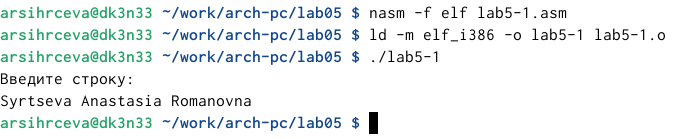 arsihrceva@dk3n33 ~/work/arch-pc/lab05 $ nasm -f elf lab5-1.asm
arsihrceva@dk3n33 ~/work/arch-pc/lab05 $ ld -m elf_i386 -o lab5-1 lab5-1.o
arsihrceva@dk3n33 ~/work/arch-pc/lab05 $ ./lab5-1
Введите строку:
Syrtseva Anastasia Romanovna
arsihrceva@dk3n33 ~/work/arch-pc/lab05 $